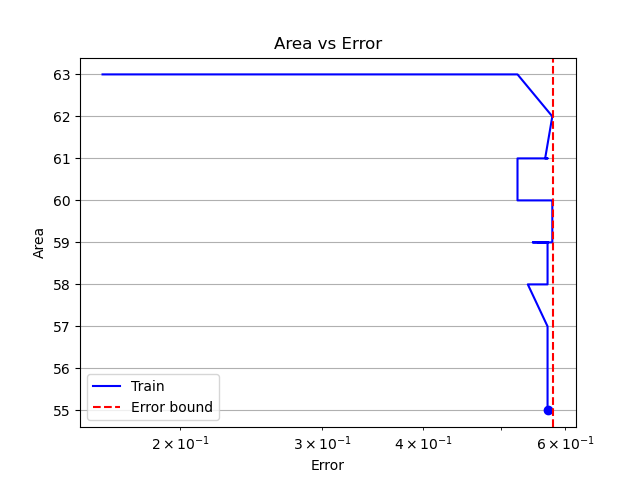 Area vs Error
63
62
61
60
59
58
57
56
55
Area
Train
Error bound
2 × 10⁻¹
3 × 10⁻¹
4 × 10⁻¹
6 × 10⁻¹
Error